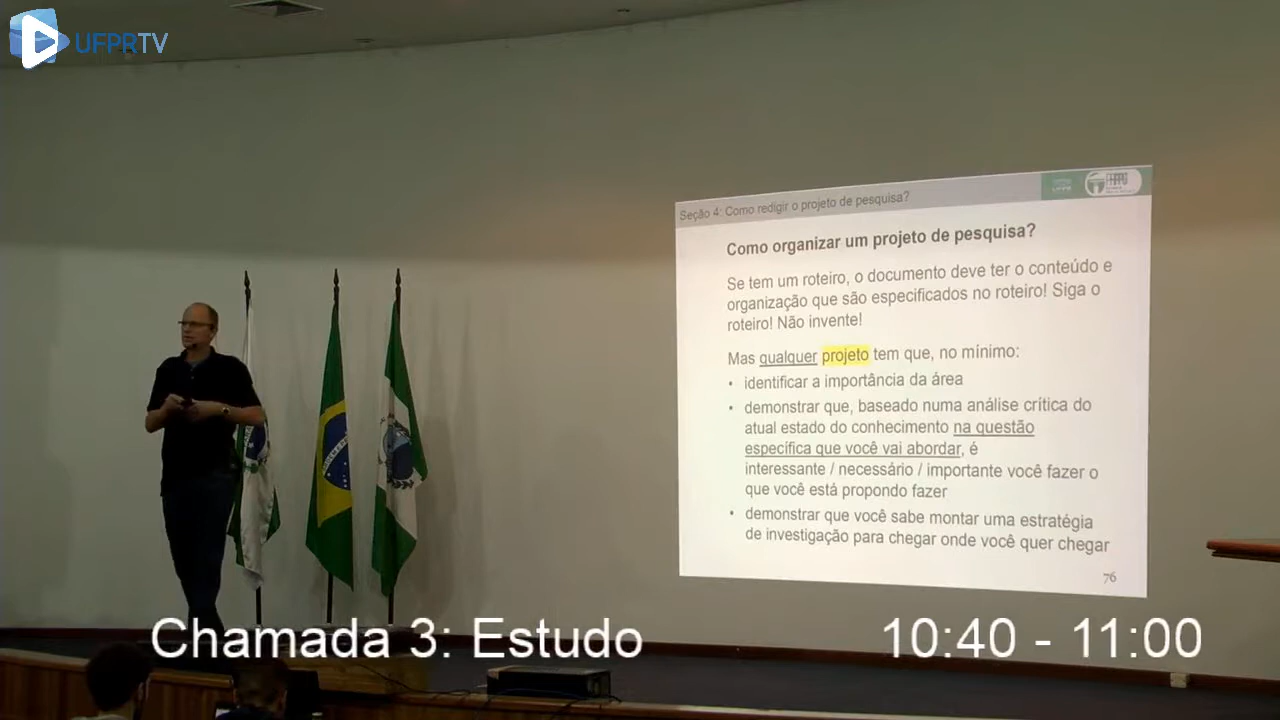 UFPRTV
Seção 4: Como redigir o projeto de pesquisa?
Como organizar um projeto de pesquisa?
Se tem um roteiro, o documento deve ter o conteúdo e
organização que são especificados no roteiro! Siga o
roteiro! Não invente!
Mas qualquer projeto tem que, no mínimo:
• identificar a importância da área
• demonstrar que, baseado numa análise crítica do
atual estado do conhecimento na questão
específica que você vai abordar, é
interessante / necessário / importante você fazer o
que você está propondo fazer
• demonstrar que você sabe montar uma estratégia
de investigação para chegar onde você quer chegar
76
Chamada 3: Estudo
10:40 - 11:00